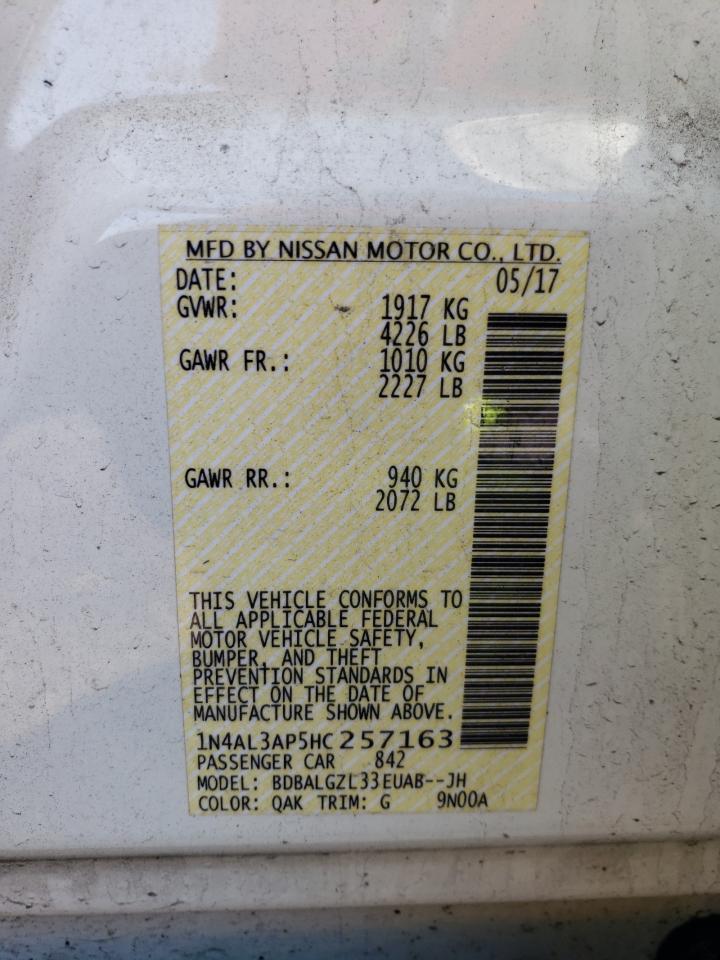 MFD BY NISSAN MOTOR CO., LTD.
DATE: 05/17
GVWR: 1917 KG
4226 LB
GAWR FR.: 1010 KG
2227 LB
GAWR RR.: 940 KG
2072 LB
THIS VEHICLE CONFORMS TO
ALL APPLICABLE FEDERAL
MOTOR VEHICLE SAFETY,
BUMPER, AND THEFT
PREVENTION STANDARDS IN
EFFECT ON THE DATE OF
MANUFACTURE SHOWN ABOVE.
1N4AL3AP5HC257163
PASSENGER CAR 842
MODEL: BDBALGZL33EUAB--JH
COLOR: QAK TRIM: G 9N00A